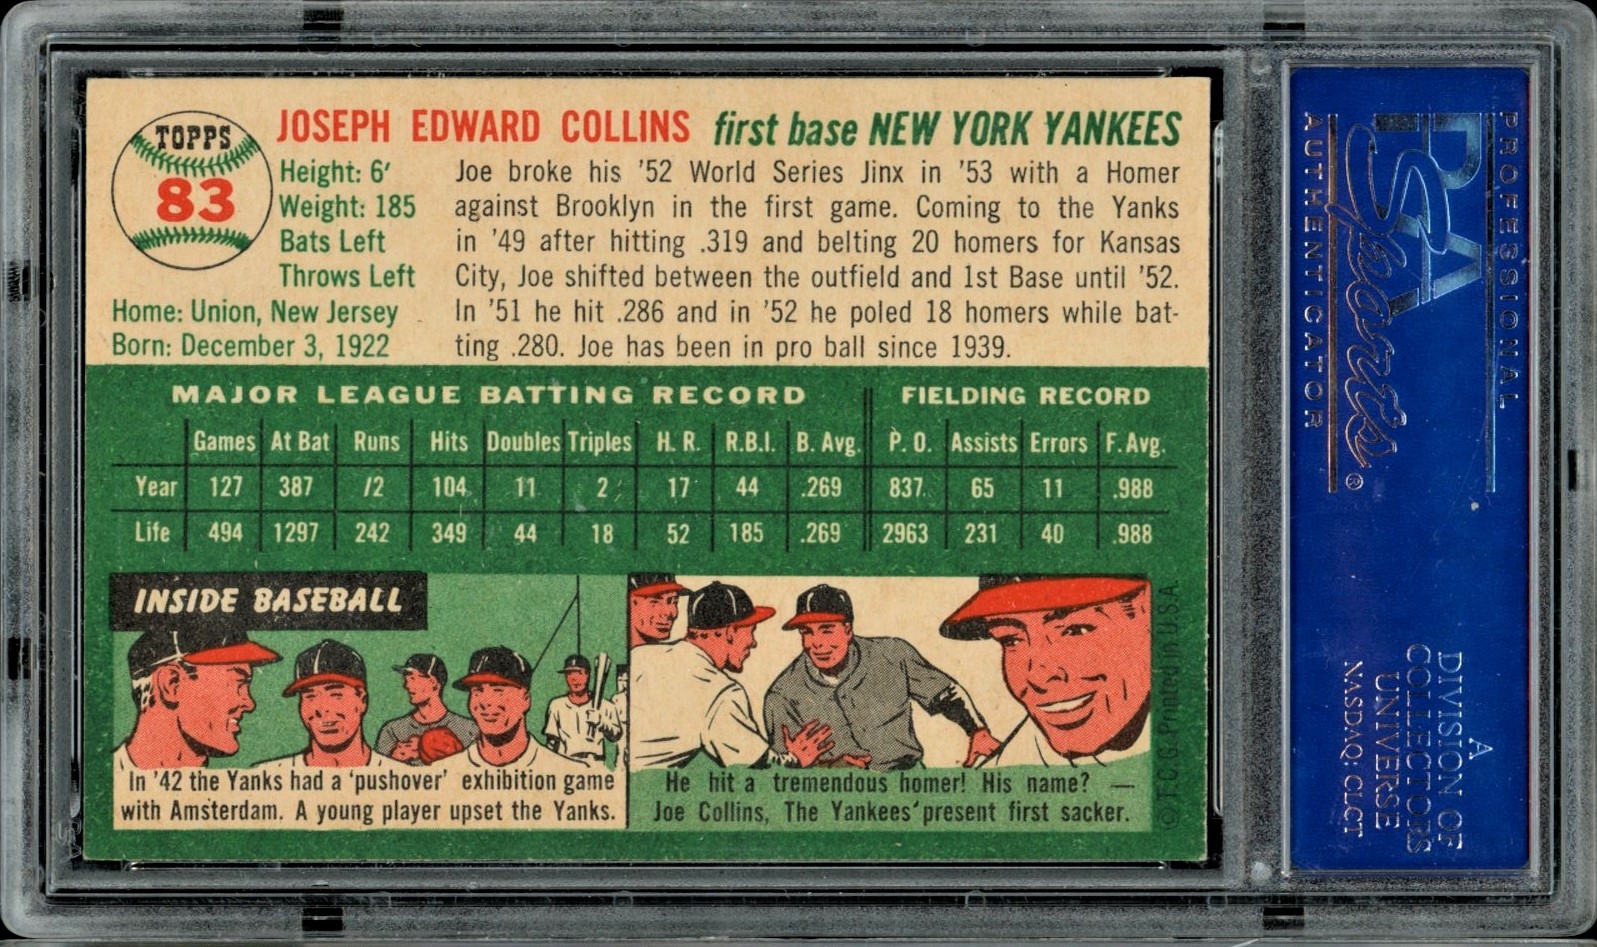 TOPPS
83
JOSEPH EDWARD COLLINS first base NEW YORK YANKEES
Height: 6'
Weight: 185
Bats Left
Throws Left
Home: Union, New Jersey
Born: December 3, 1922
Joe broke his '52 World Series Jinx in '53 with a Homer
against Brooklyn in the first game. Coming to the Yanks
in '49 after hitting .319 and belting 20 homers for Kansas
City, Joe shifted between the outfield and 1st Base until '52.
In '51 he hit .286 and in '52 he poled 18 homers while bat-
ting .280. Joe has been in pro ball since 1939.
MAJOR LEAGUE BATTING RECORD FIELDING RECORD
Games At Bat Runs Hits Doubles Triples H. R. R.B.I. B. Avg. P. O. Assists Errors F. Avg.
Year 127 387 /2 104 11 2 17 44 .269 837 65 11 .988
Life 494 1297 242 349 44 18 52 185 .269 2963 231 40 .988
INSIDE BASEBALL
In '42 the Yanks had a 'pushover' exhibition game
with Amsterdam. A young player upset the Yanks.
He hit a tremendous homer! His name? —
Joe Collins, The Yankees' present first sacker.
© T.C.G. Printed in U.S.A.
PROFESSIONAL
PSA
Sports
®
AUTHENTICATOR
A
DIVISION OF
COLLECTORS
UNIVERSE
NASDAQ: CLCT